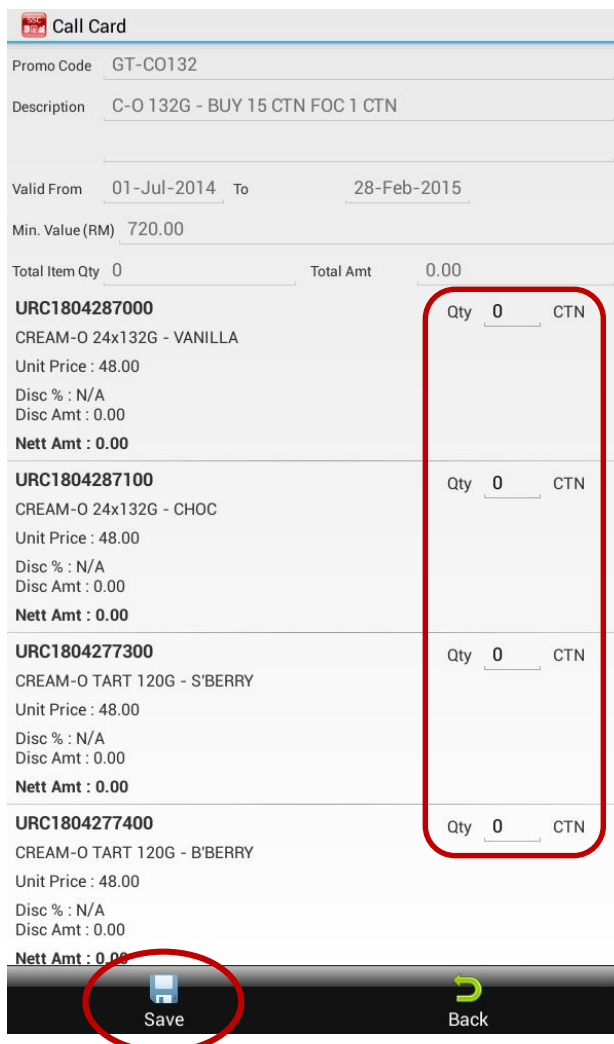 SSC Call Card
Promo Code GT-CO132
Description C-O 132G - BUY 15 CTN FOC 1 CTN
Valid From 01-Jul-2014 To 28-Feb-2015
Min. Value (RM) 720.00
Total Item Qty 0 Total Amt 0.00
URC1804287000 Qty 0 CTN
CREAM-O 24x132G - VANILLA
Unit Price : 48.00
Disc % : N/A
Disc Amt : 0.00
Nett Amt : 0.00
URC1804287100 Qty 0 CTN
CREAM-O 24x132G - CHOC
Unit Price : 48.00
Disc % : N/A
Disc Amt : 0.00
Nett Amt : 0.00
URC1804277300 Qty 0 CTN
CREAM-O TART 120G - S'BERRY
Unit Price : 48.00
Disc % : N/A
Disc Amt : 0.00
Nett Amt : 0.00
URC1804277400 Qty 0 CTN
CREAM-O TART 120G - B'BERRY
Unit Price : 48.00
Disc % : N/A
Disc Amt : 0.00
Nett Amt : 0.00
Save Back